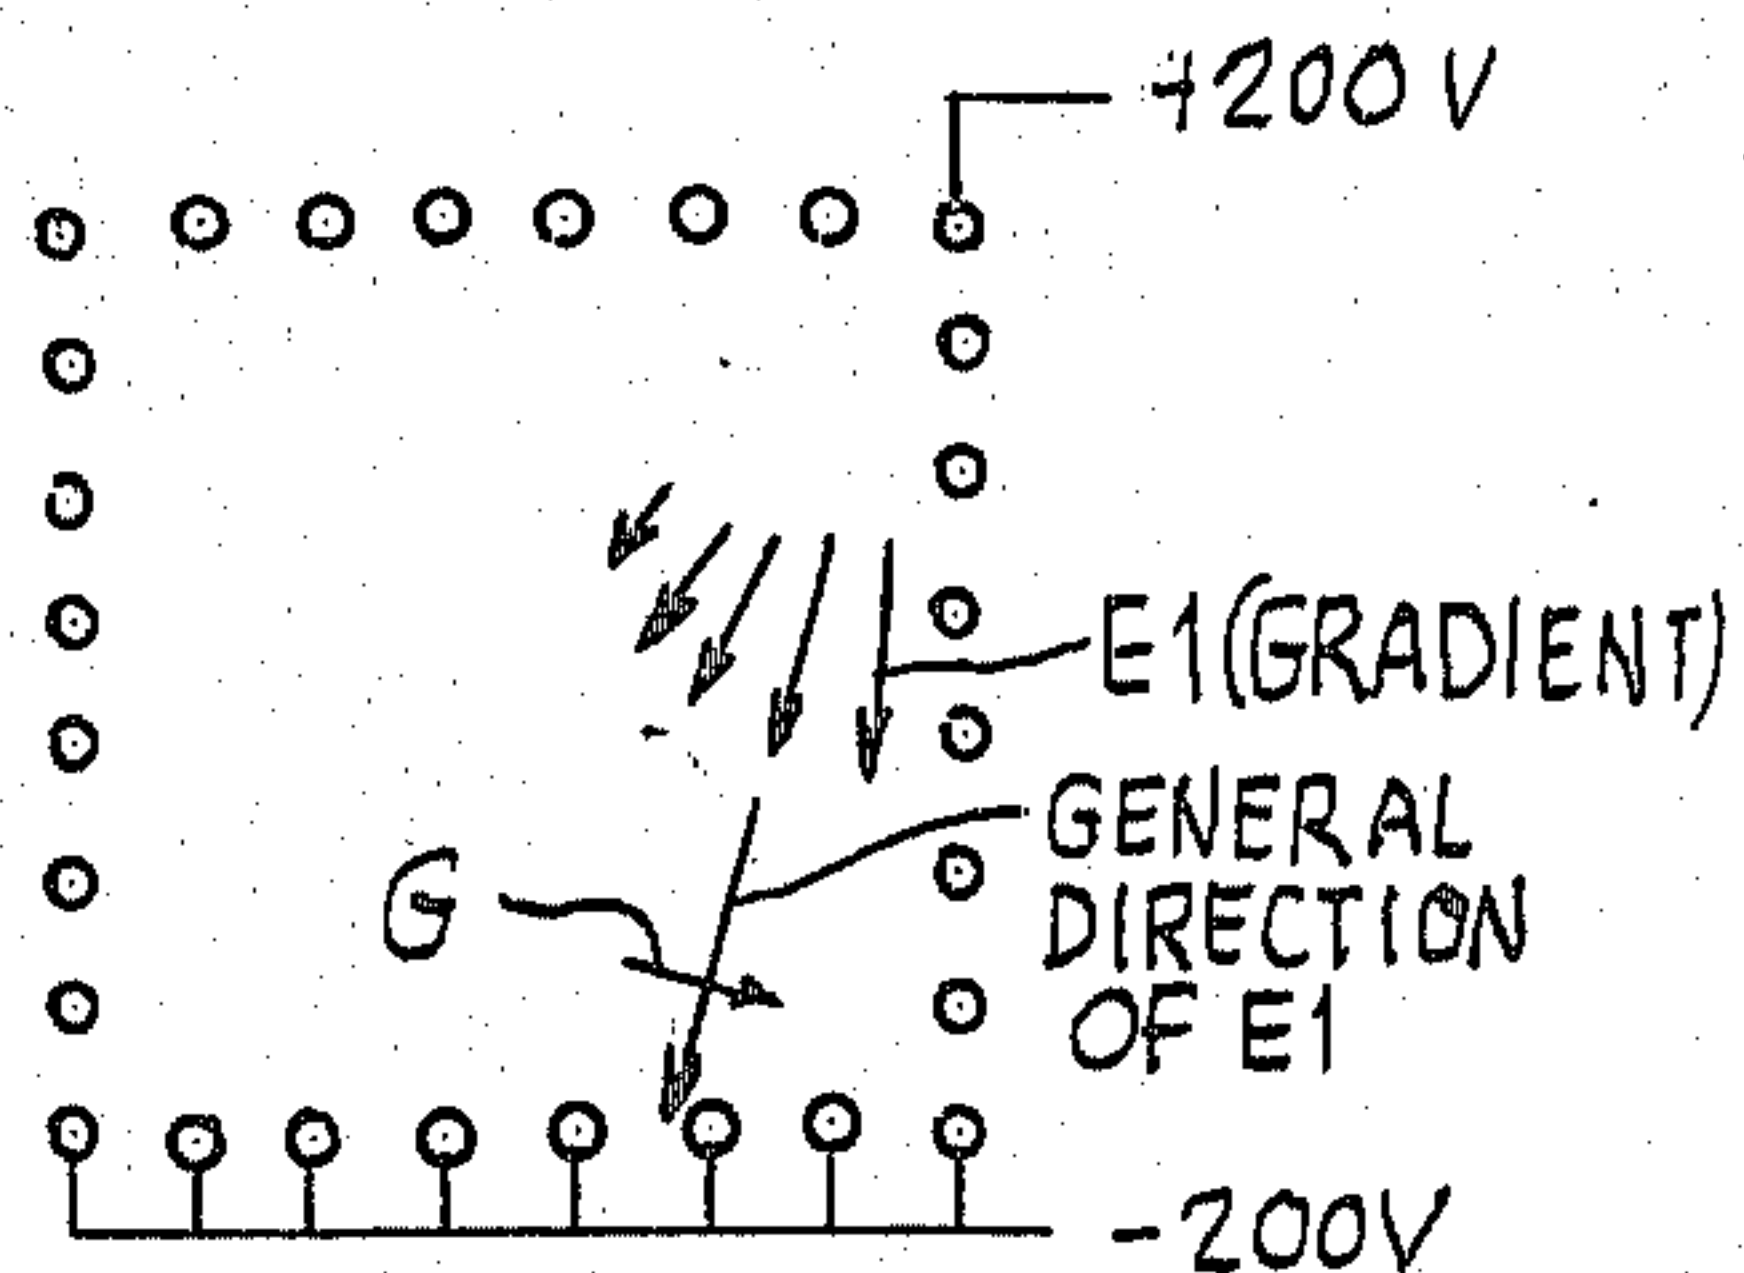 +200 V
E1(GRADIENT)
GENERAL
DIRECTION
OF E1
G
-200V